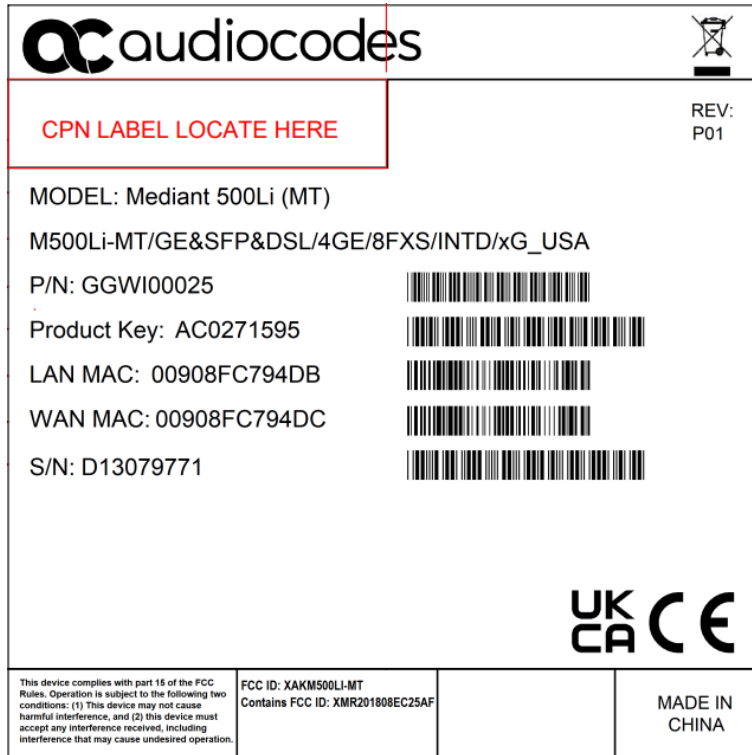 audiocodes
CPN LABEL LOCATE HERE
REV:
P01
MODEL: Mediant 500Li (MT)
M500Li-MT/GE&SFP&DSL/4GE/8FXS/INTD/xG_USA
P/N: GGWI00025
Product Key: AC0271595
LAN MAC: 00908FC794DB
WAN MAC: 00908FC794DC
S/N: D13079771
UK
CA CE
This device complies with part 15 of the FCC
Rules. Operation is subject to the following two
conditions: (1) This device may not cause
harmful interference, and (2) this device must
accept any interference received, including
interference that may cause undesired operation.
FCC ID: XAKM500LI-MT
Contains FCC ID: XMR201808EC25AF
MADE IN
CHINA